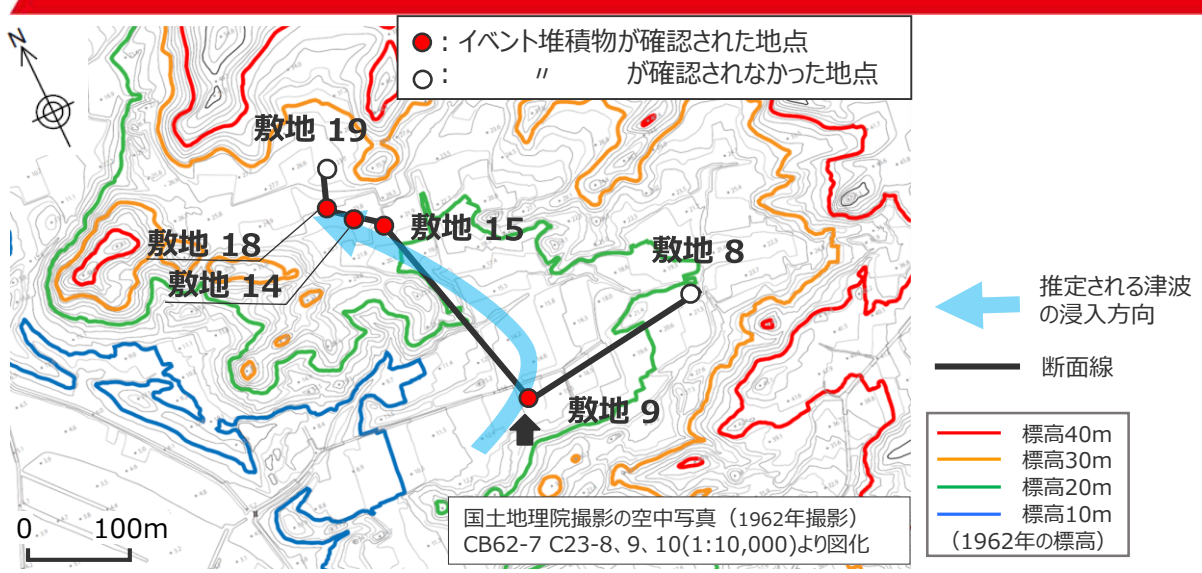 N
●：イベント堆積物が確認された地点
○：　　〃　　が確認されなかった地点
敷地 19
敷地 18
敷地 15
敷地 14
敷地 8
敷地 9
推定される津波
の浸入方向
断面線
標高40m
標高30m
標高20m
標高10m
（1962年の標高）
0 100m
国土地理院撮影の空中写真（1962年撮影）
CB62-7 C23-8、9、10(1:10,000)より図化